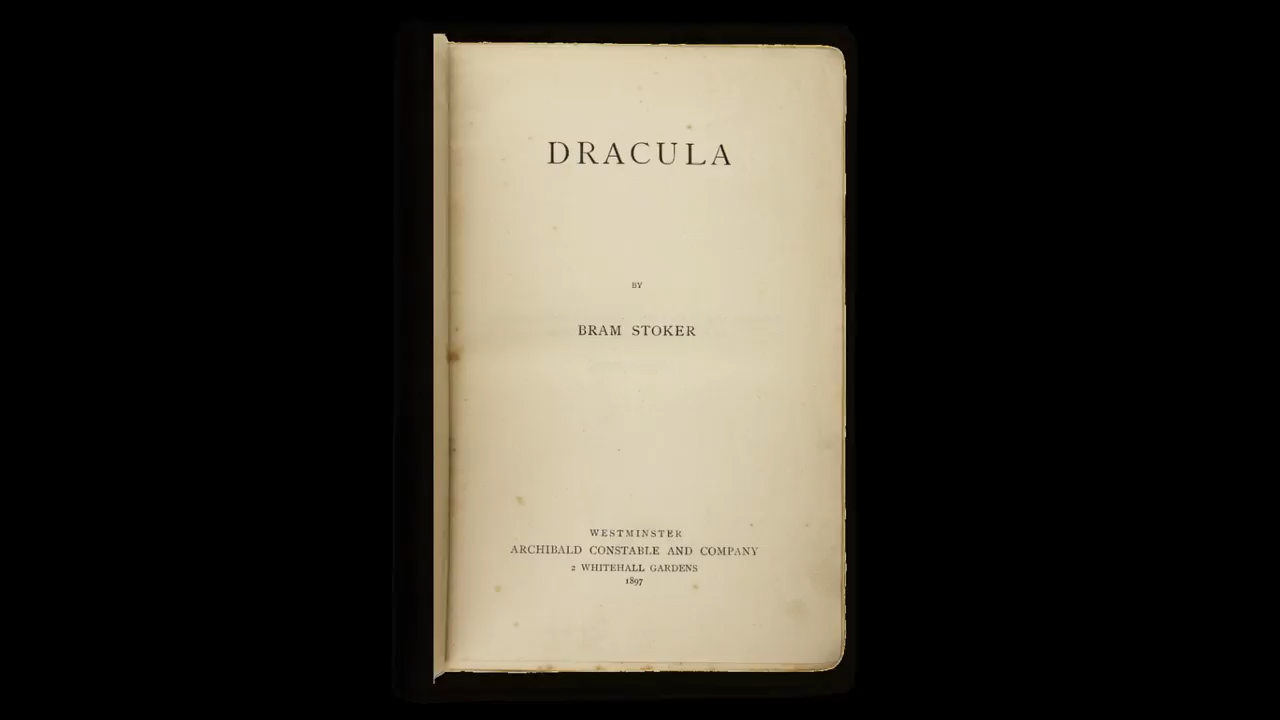 DRACULA
BY
BRAM STOKER
WESTMINSTER
ARCHIBALD CONSTABLE AND COMPANY
2 WHITEHALL GARDENS
1897